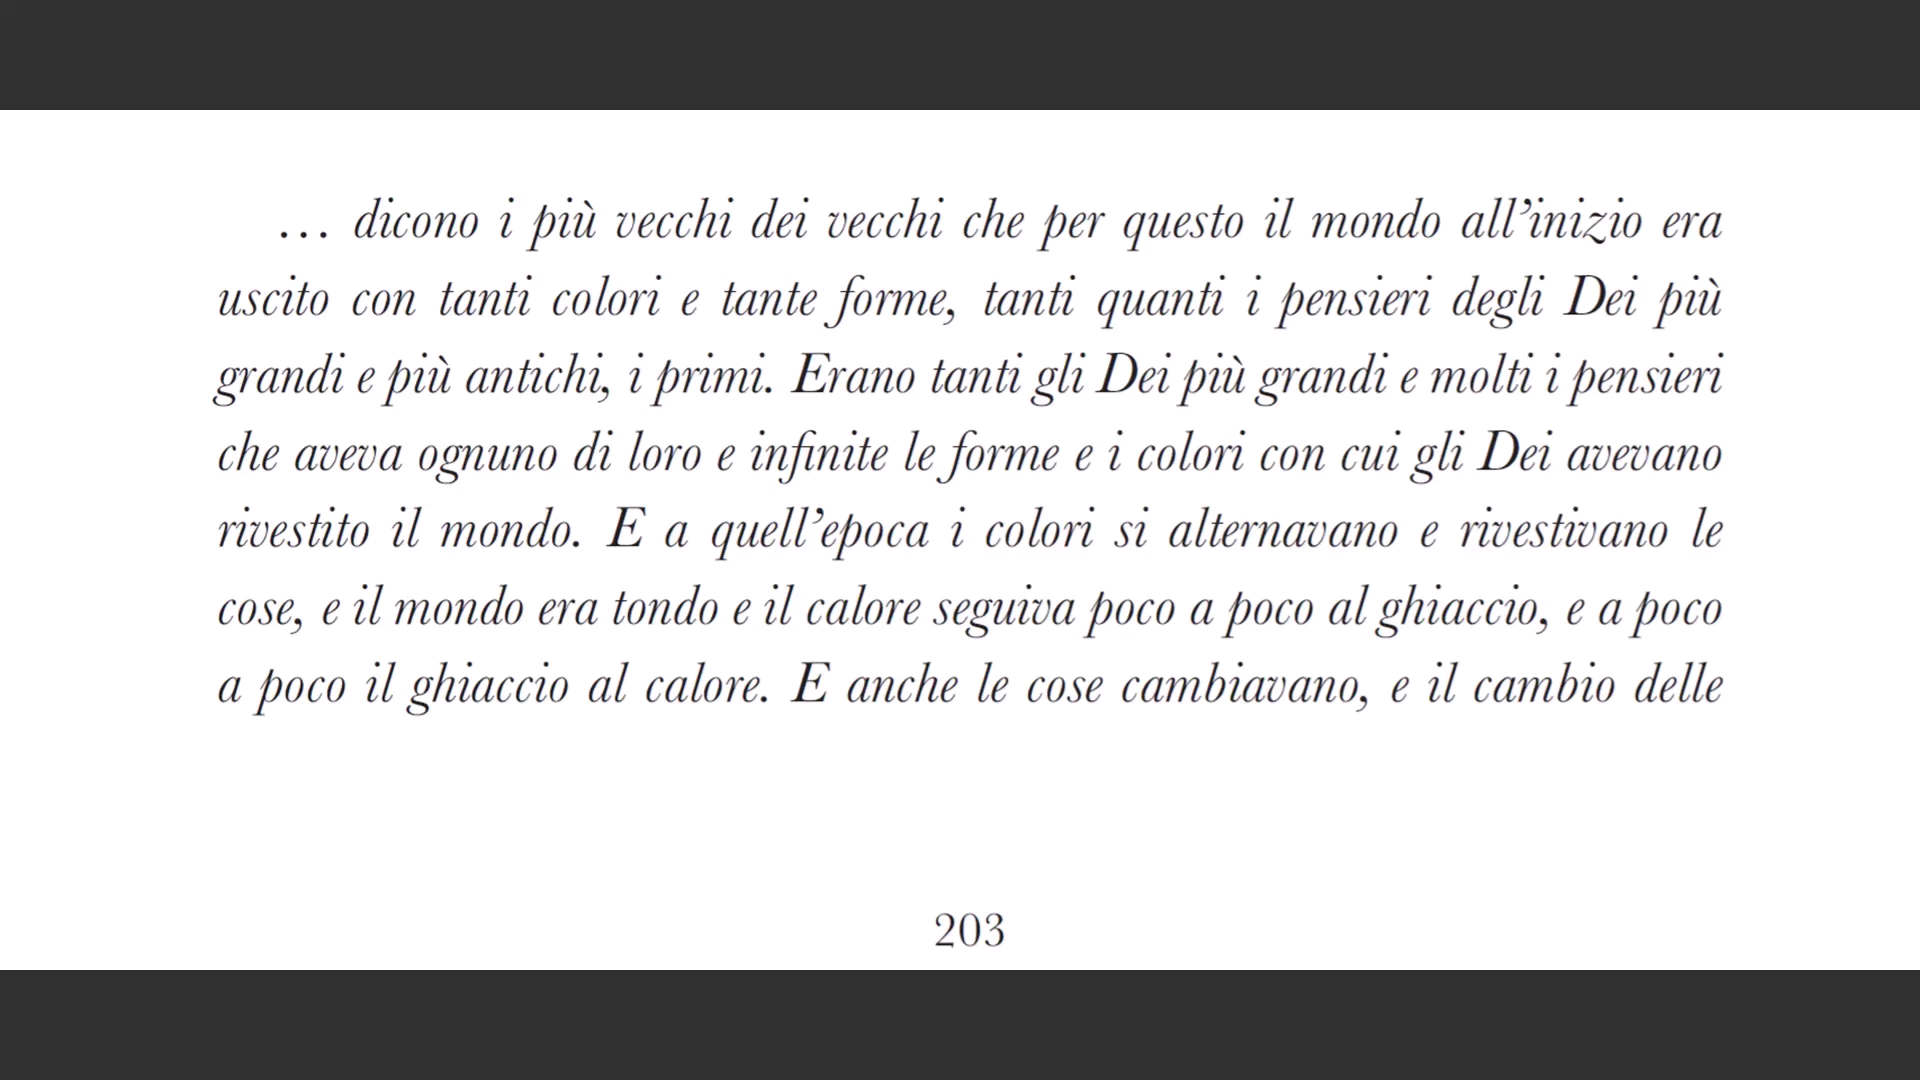 … dicono i più vecchi dei vecchi che per questo il mondo all’inizio era
uscito con tanti colori e tante forme, tanti quanti i pensieri degli Dei più
grandi e più antichi, i primi. Erano tanti gli Dei più grandi e molti i pensieri
che aveva ognuno di loro e infinite le forme e i colori con cui gli Dei avevano
rivestito il mondo. E a quell’epoca i colori si alternavano e rivestivano le
cose, e il mondo era tondo e il calore seguiva poco a poco al ghiaccio, e a poco
a poco il ghiaccio al calore. E anche le cose cambiavano, e il cambio delle
203